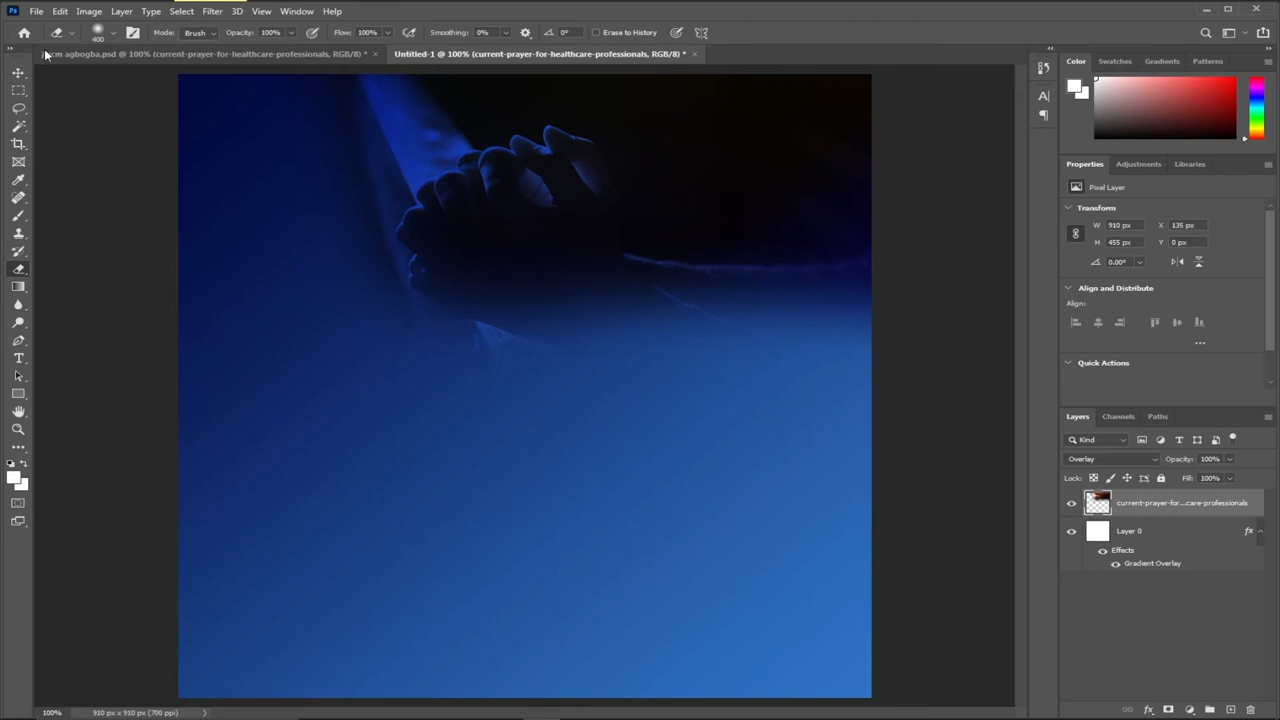 Ps File Edit Image Layer Type Select Filter 3D View Window Help
400 Mode: Brush Opacity: 100% Flow: 100% Smoothing: 0% 0° Erase to History
agbogba.psd @ 100% (current-prayer-for-healthcare-professionals, RGB/8) * × Untitled-1 @ 100% (current-prayer-for-healthcare-professionals, RGB/8) * ×
Color Swatches Gradients Patterns
Properties Adjustments Libraries
Pixel Layer
Transform
W 910 px X 135 px
H 455 px Y 0 px
0.00°
Align and Distribute
Align:
...
Quick Actions
Layers Channels Paths
Kind
Overlay Opacity: 100%
Lock: Fill: 100%
current-prayer-for...care-professionals
Layer 0 fx
Effects
Gradient Overlay
100% 910 px x 910 px (700 ppi)
fx